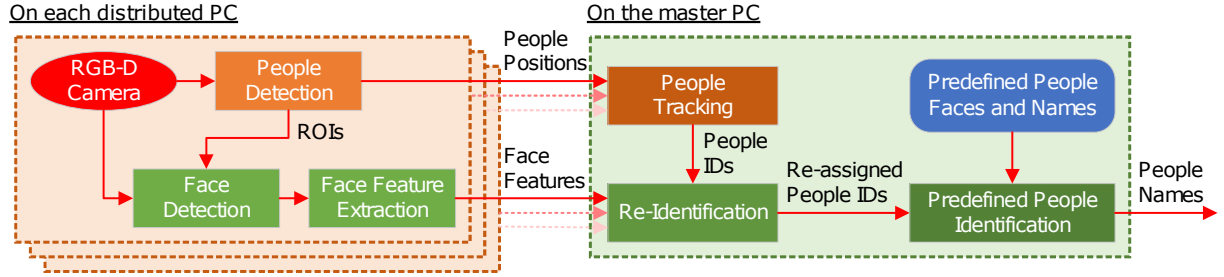 On each distributed PC
RGB-D
Camera
People
Detection
ROIs
Face
Detection
Face Feature
Extraction
People
Positions
Face
Features
On the master PC
People
Tracking
People
IDs
Re-Identification
Re-assigned
People IDs
Predefined People
Faces and Names
Predefined People
Identification
People
Names